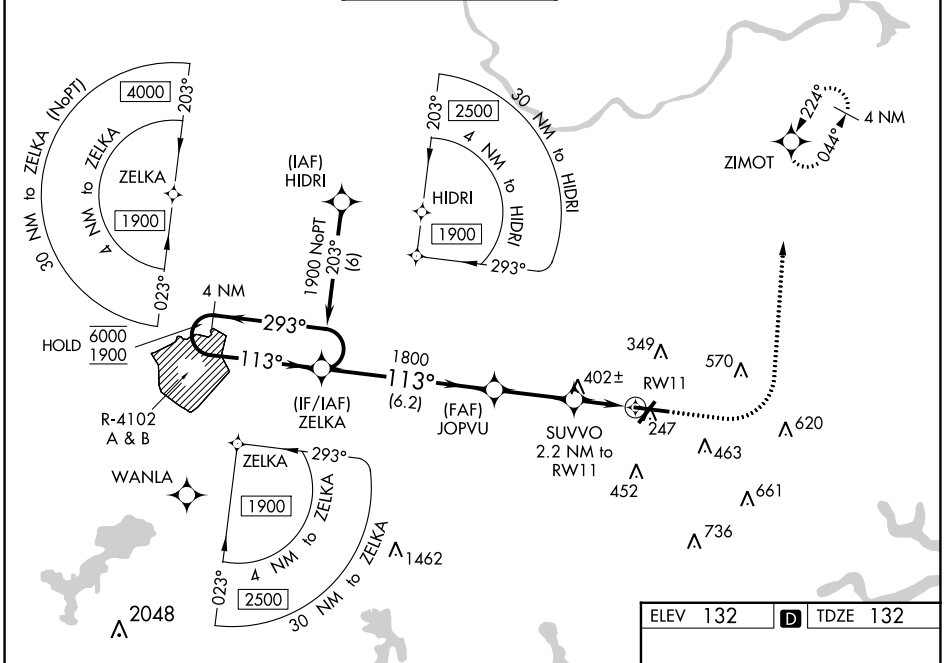 30 NM to ZELKA (NoPT)
4000
203°
4 NM to ZELKA
ZELKA
1900
023°
(IAF)
HIDRI
1900 NoPT
203°
(6)
203°
2500
30 NM to HIDRI
4 NM to HIDRI
HIDRI
1900
293°
224°
044°
4 NM
ZIMOT
4 NM
HOLD 6000
1900
293°
113°
R-4102
A & B
(IF/IAF)
ZELKA
1800
113°
(6.2)
(FAF)
JOPVU
402±
SUVVO
2.2 NM to
RW11
349
RW11
247
570
620
463
452
661
736
WANLA
ZELKA
293°
1900
4 NM to ZELKA
023°
2500
30 NM to ZELKA
1462
2048
ELEV 132 D TDZE 132